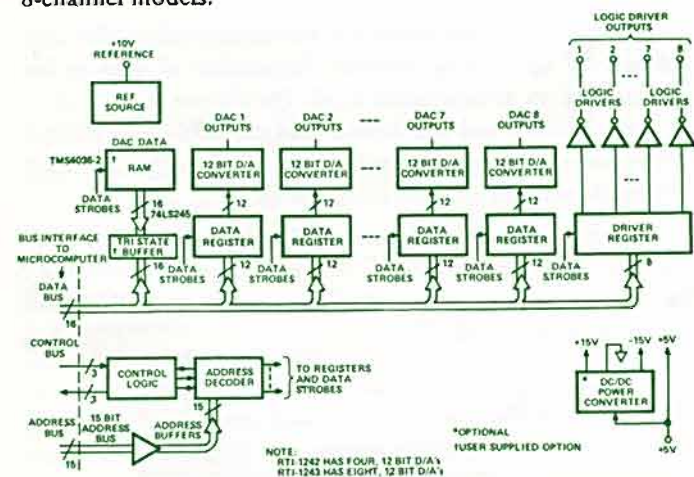 8-channel models.
LOGIC DRIVER
OUTPUTS
1 2 7 8
+10V
REFERENCE
REF
SOURCE
LOGIC
DRIVERS
LOGIC
DRIVERS
DAC DATA
DAC 1
OUTPUTS
DAC 2
OUTPUTS
DAC 7
OUTPUTS
DAC 8
OUTPUTS
TMS4036-2
†
RAM
12 BIT D/A
CONVERTER
12 BIT D/A
CONVERTER
12 BIT D/A
CONVERTER
12 BIT D/A
CONVERTER
DATA
STROBES
16
74LS245
12
12
12
12
BUS INTERFACE
TO
MICROCOMPUTER
TRI STATE
† BUFFER
DATA
REGISTER
DATA
REGISTER
DATA
REGISTER
DATA
REGISTER
DRIVER
REGISTER
DATA
BUS
16
16
DATA
STROBES
12
DATA
STROBES
12
DATA
STROBES
12
DATA
STROBES
12
DATA
STROBES
8
CONTROL
BUS
3
3
CONTROL
LOGIC
ADDRESS
DECODER
TO REGISTERS
AND DATA
STROBES
+15V
-15V
+5V
*
DC/DC
POWER
CONVERTER
ADDRESS
BUS
15
15 BIT
ADDRESS
BUS
ADDRESS
BUFFERS
15
*OPTIONAL
†USER SUPPLIED OPTION
+5V
NOTE:
RTI-1242 HAS FOUR, 12 BIT D/A's
RTI-1243 HAS EIGHT, 12 BIT D/A's